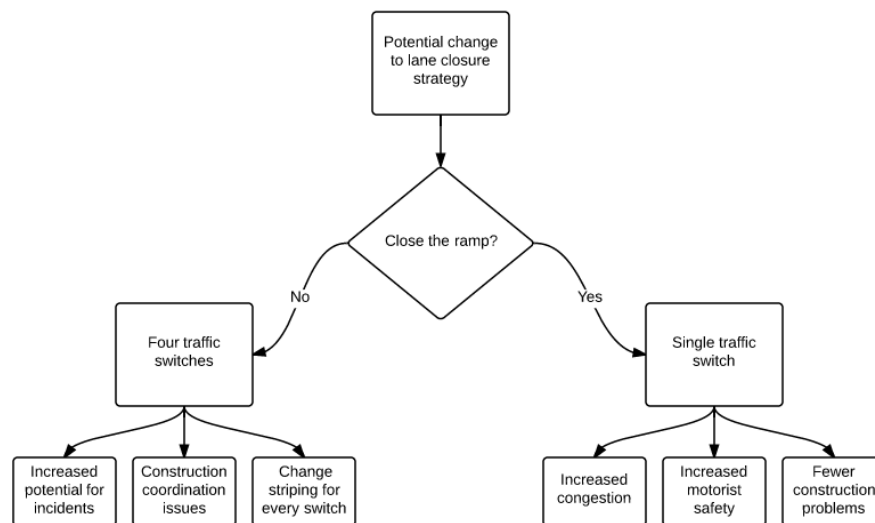 Potential change
to lane closure
strategy
Close the ramp?
No
Yes
Four traffic
switches
Single traffic
switch
Increased
potential for
incidents
Construction
coordination
issues
Change
striping for
every switch
Increased
congestion
Increased
motorist
safety
Fewer
construction
problems